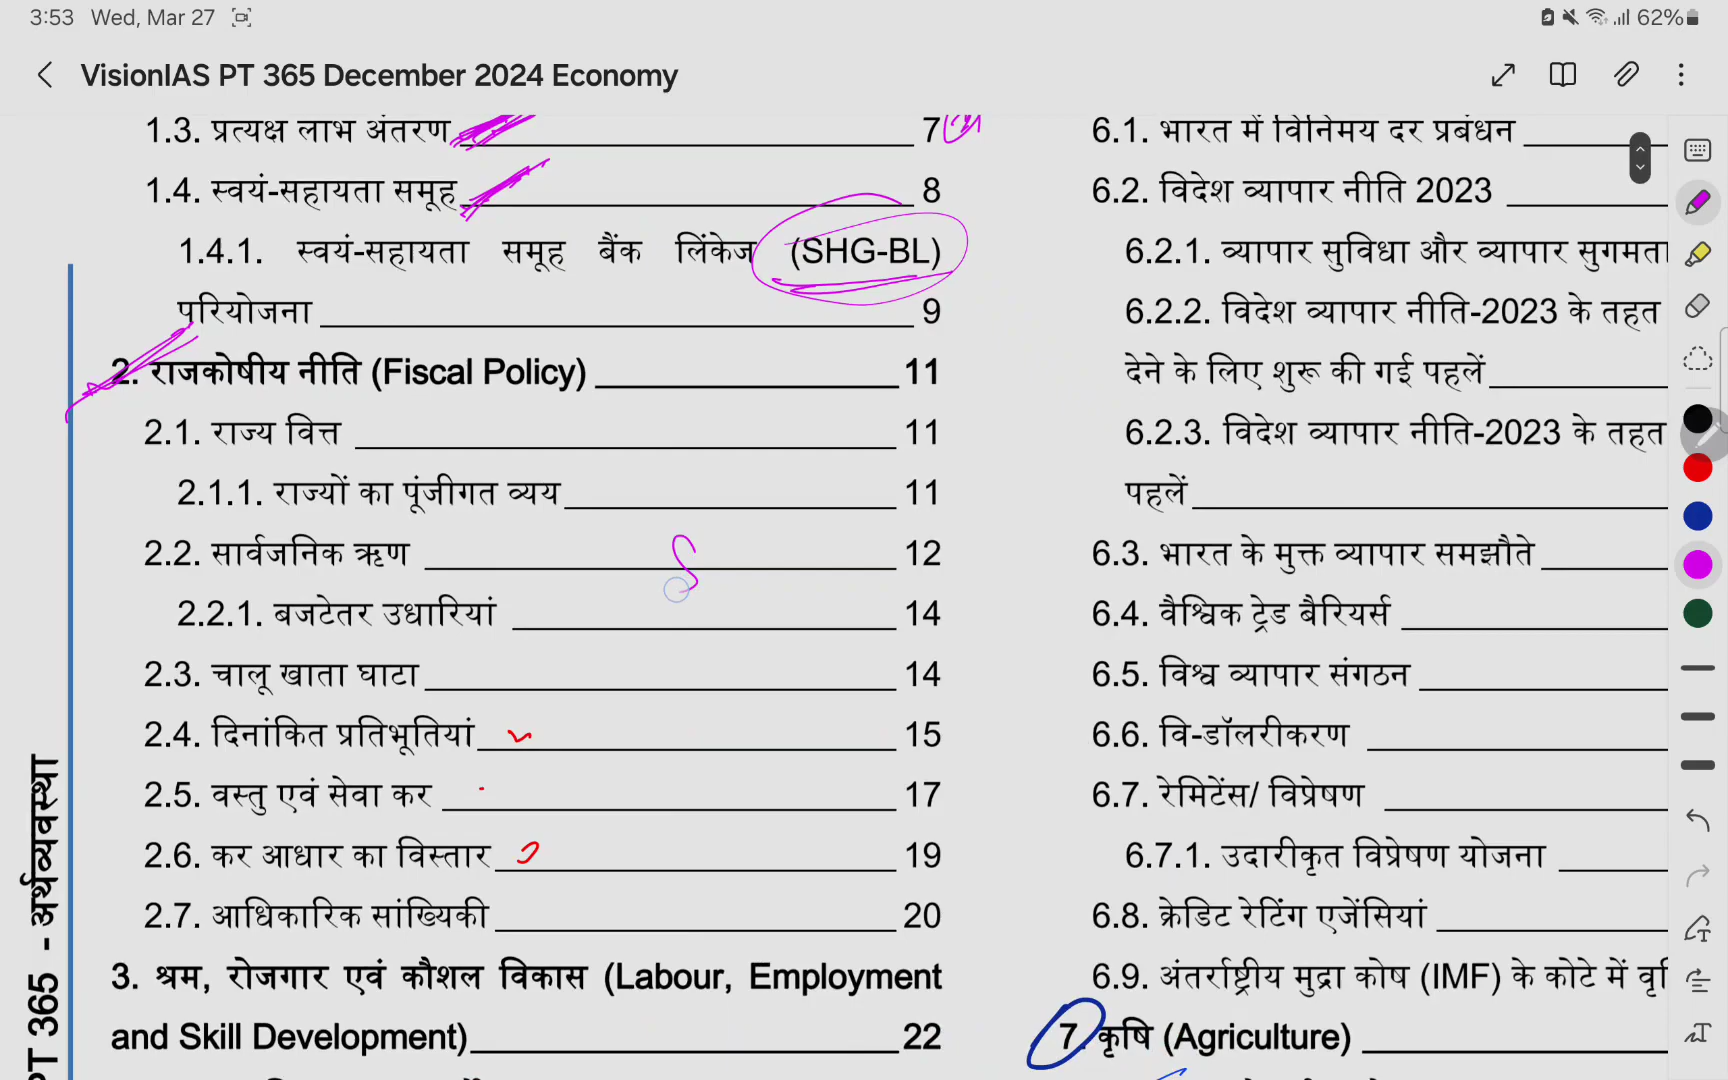 3:53 Wed, Mar 27 62%
VisionIAS PT 365 December 2024 Economy
1.3. प्रत्यक्ष लाभ अंतरण 7
1.4. स्वयं-सहायता समूह 8
1.4.1. स्वयं-सहायता समूह बैंक लिंकेज (SHG-BL)
परियोजना 9
2. राजकोषीय नीति (Fiscal Policy) 11
2.1. राज्य वित्त 11
2.1.1. राज्यों का पूंजीगत व्यय 11
2.2. सार्वजनिक ऋण 12
2.2.1. बजटेतर उधारियां 14
2.3. चालू खाता घाटा 14
2.4. दिनांकित प्रतिभूतियां 15
2.5. वस्तु एवं सेवा कर 17
2.6. कर आधार का विस्तार 19
2.7. आधिकारिक सांख्यिकी 20
3. श्रम, रोजगार एवं कौशल विकास (Labour, Employment
and Skill Development) 22
6.1. भारत में विनिमय दर प्रबंधन
6.2. विदेश व्यापार नीति 2023
6.2.1. व्यापार सुविधा और व्यापार सुगमता
6.2.2. विदेश व्यापार नीति-2023 के तहत
देने के लिए शुरू की गई पहलें
6.2.3. विदेश व्यापार नीति-2023 के तहत
पहलें
6.3. भारत के मुक्त व्यापार समझौते
6.4. वैश्विक ट्रेड बैरियर्स
6.5. विश्व व्यापार संगठन
6.6. वि-डॉलरीकरण
6.7. रेमिटेंस/ विप्रेषण
6.7.1. उदारीकृत विप्रेषण योजना
6.8. क्रेडिट रेटिंग एजेंसियां
6.9. अंतर्राष्ट्रीय मुद्रा कोष (IMF) के कोटे में
7. कृषि (Agriculture)
PT 365 - अर्थव्यवस्था